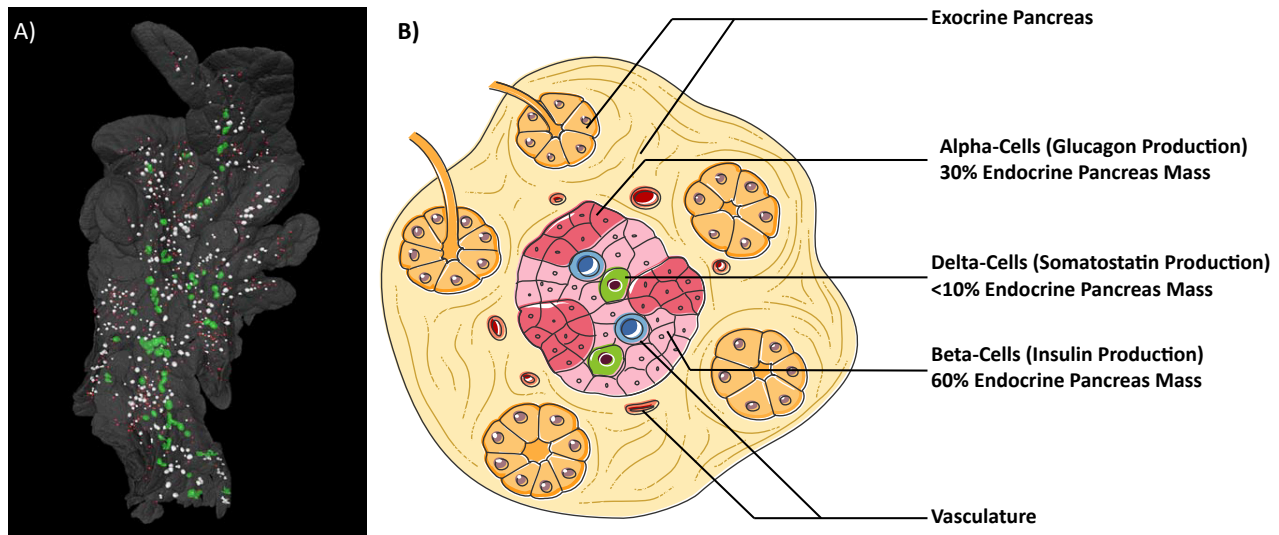 A)
B)
Exocrine Pancreas
Alpha-Cells (Glucagon Production)
30% Endocrine Pancreas Mass
Delta-Cells (Somatostatin Production)
<10% Endocrine Pancreas Mass
Beta-Cells (Insulin Production)
60% Endocrine Pancreas Mass
Vasculature